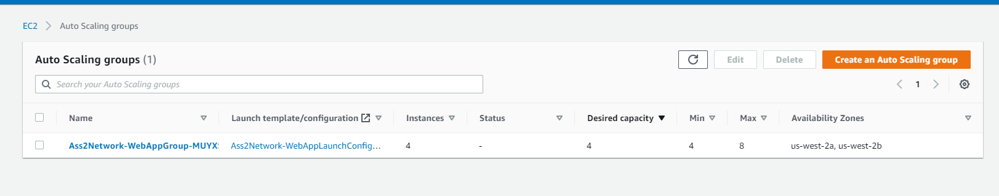 EC2 Auto Scaling groups
Auto Scaling groups (1) Edit Delete Create an Auto Scaling group
Search your Auto Scaling groups 1
Name Launch template/configuration Instances Status Desired capacity Min Max Availability Zones
Ass2Network-WebAppGroup-MUYX Ass2Network-WebAppLaunchConfig... 4 - 4 4 8 us-west-2a, us-west-2b